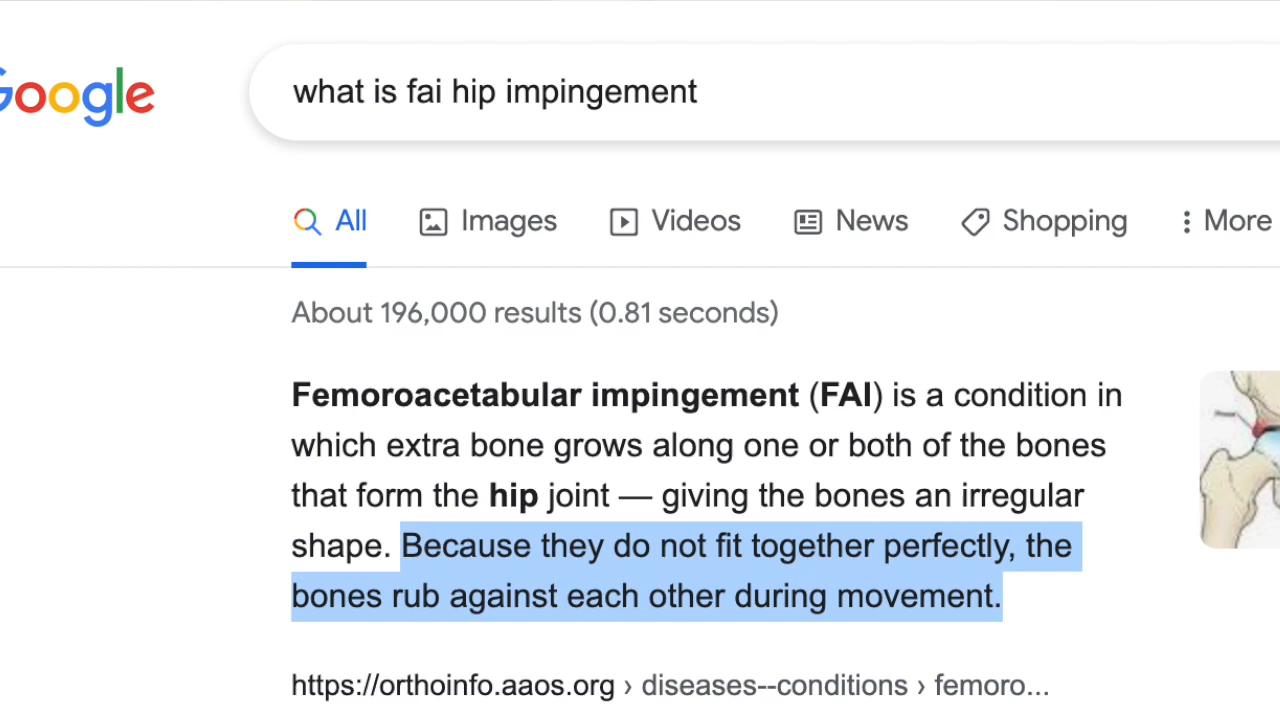 Google
what is fai hip impingement
All Images Videos News Shopping More
About 196,000 results (0.81 seconds)
Femoroacetabular impingement (FAI) is a condition in
which extra bone grows along one or both of the bones
that form the hip joint — giving the bones an irregular
shape. Because they do not fit together perfectly, the
bones rub against each other during movement.
https://orthoinfo.aaos.org › diseases--conditions › femoro...